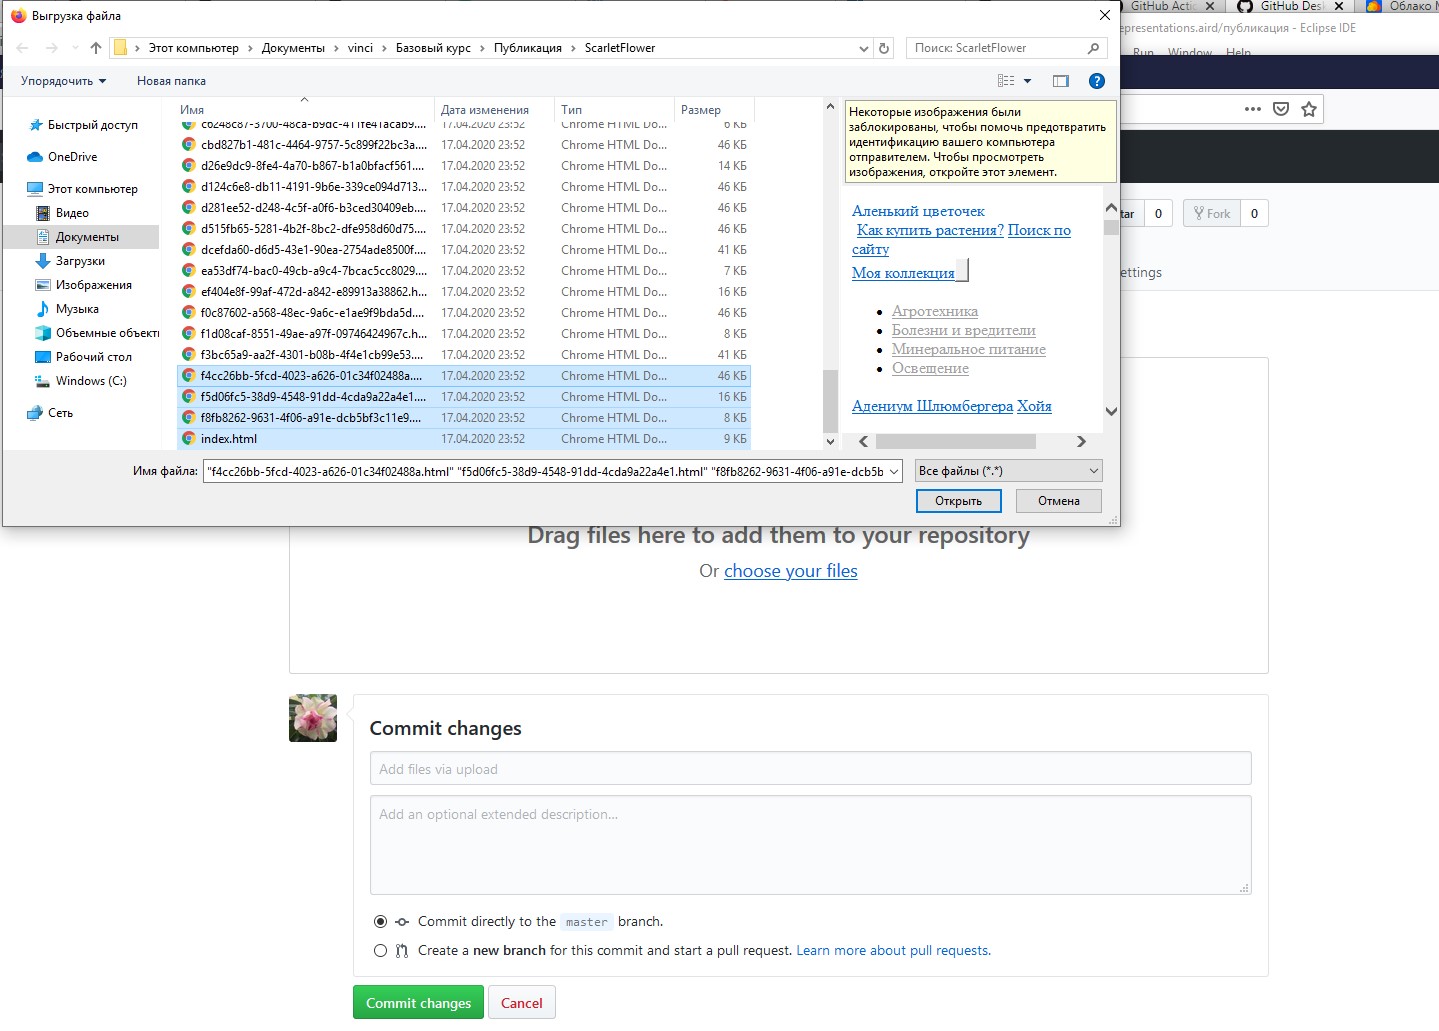 Выгрузка файла
GitHub Actio
GitHub Desk
Облако M
epresentations.aird/публикация - Eclipse IDE
Run Window Help
Этот компьютер > Документы > vinci > Базовый курс > Публикация > ScarletFlower
Поиск: ScarletFlower
Упорядочить
Новая папка
Имя
Дата изменения
Тип
Размер
Быстрый доступ
OneDrive
Этот компьютер
Видео
Документы
Загрузки
Изображения
Музыка
Объемные объекти
Рабочий стол
Windows (C:)
Сеть
c6248c87-3700-48ca-b9dc-411fe41acab9.... 17.04.2020 23:52 Chrome HTML Do... 6 КБ
cbd827b1-481c-4464-9757-5c899f22bc3a.... 17.04.2020 23:52 Chrome HTML Do... 46 КБ
d26e9dc9-8fe4-4a70-b867-b1a0bfacf561.... 17.04.2020 23:52 Chrome HTML Do... 14 КБ
d124c6e8-db11-4191-9b6e-339ce094d713... 17.04.2020 23:52 Chrome HTML Do... 46 КБ
d281ee52-d248-4c5f-a0f6-b3ced30409eb.... 17.04.2020 23:52 Chrome HTML Do... 46 КБ
d515fb65-5281-4b2f-8bc2-dfe958d60d75.... 17.04.2020 23:52 Chrome HTML Do... 46 КБ
dcefda60-d6d5-43e1-90ea-2754ade8500f.... 17.04.2020 23:52 Chrome HTML Do... 41 КБ
ea53df74-bac0-49cb-a9c4-7bcac5cc8029.... 17.04.2020 23:52 Chrome HTML Do... 7 КБ
ef404e8f-99af-472d-a842-e89913a38862.h... 17.04.2020 23:52 Chrome HTML Do... 16 КБ
f0c87602-a568-48ec-9a6c-e1ae9f9bda5d.... 17.04.2020 23:52 Chrome HTML Do... 46 КБ
f1d08caf-8551-49ae-a97f-09746424967c.h... 17.04.2020 23:52 Chrome HTML Do... 8 КБ
f3bc65a9-aa2f-4301-b08b-4f4e1cb99e53.... 17.04.2020 23:52 Chrome HTML Do... 41 КБ
f4cc26bb-5fcd-4023-a626-01c34f02488a.... 17.04.2020 23:52 Chrome HTML Do... 46 КБ
f5d06fc5-38d9-4548-91dd-4cda9a22a4e1.... 17.04.2020 23:52 Chrome HTML Do... 16 КБ
f8fb8262-9631-4f06-a91e-dcb5bf3c11e9.... 17.04.2020 23:52 Chrome HTML Do... 8 КБ
index.html 17.04.2020 23:52 Chrome HTML Do... 9 КБ
Некоторые изображения были
заблокированы, чтобы помочь предотвратить
идентификацию вашего компьютера
отправителем. Чтобы просмотреть
изображения, откройте этот элемент.
Аленький цветочек
Как купить растения? Поиск по
сайту
Моя коллекция
Агротехника
Болезни и вредители
Минеральное питание
Освещение
Адениум Шлюмбергера Хойя
Имя файла: "f4cc26bb-5fcd-4023-a626-01c34f02488a.html" "f5d06fc5-38d9-4548-91dd-4cda9a22a4e1.html" "f8fb8262-9631-4f06-a91e-dcb5b
Все файлы (*.*)
Открыть
Отмена
tar 0
Fork 0
ettings
Drag files here to add them to your repository
Or choose your files
Commit changes
Add files via upload
Add an optional extended description...
Commit directly to the master branch.
Create a new branch for this commit and start a pull request. Learn more about pull requests.
Commit changes
Cancel